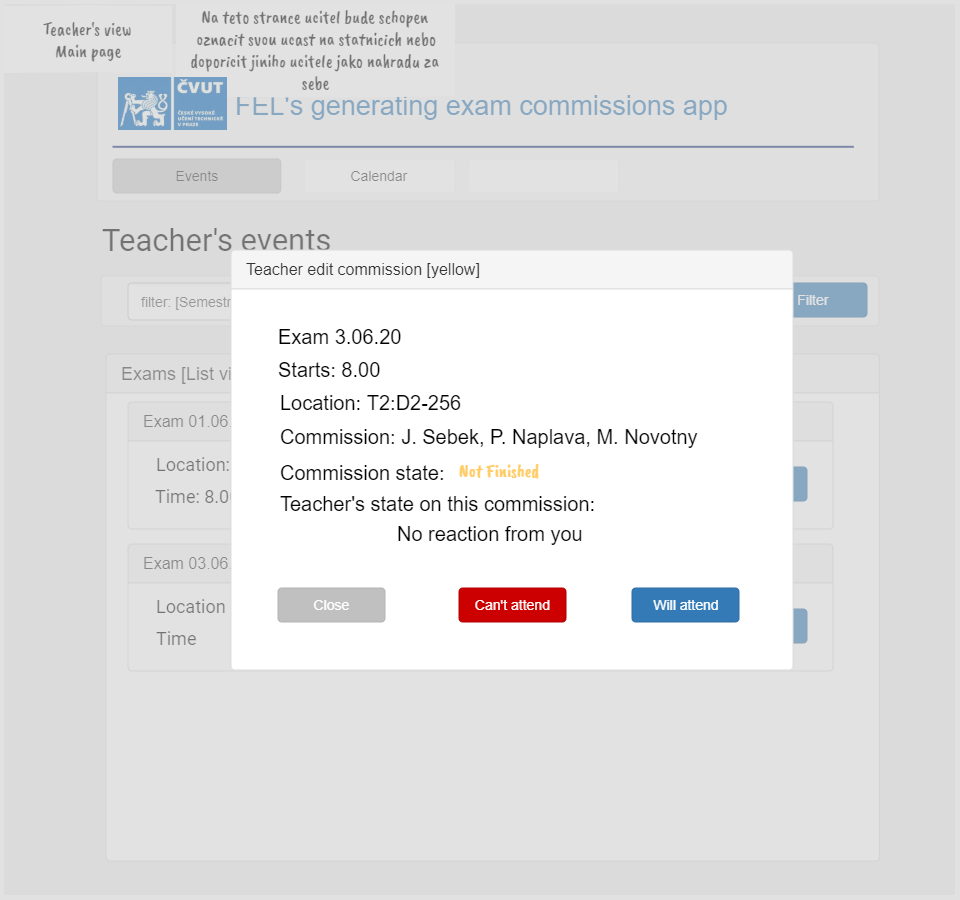 Teacher's view
Main page
Na teto strance ucitel bude schopen
oznacit svou ucast na statnicich nebo
doporicit jiniho ucitele jako nahradu za
sebe
ČVUT
ČESKÉ VYSOKÉ
UČENÍ TECHNICKÉ
V PRAZE
FEL's generating exam commissions app
Events
Calendar
Teacher's events
filter: [Semestr
Filter
Exams [List vi
Exam 01.06
Location:
Time: 8.0
Exam 03.06
Location
Time
Teacher edit commission [yellow]
Exam 3.06.20
Starts: 8.00
Location: T2:D2-256
Commission: J. Sebek, P. Naplava, M. Novotny
Commission state: Not Finished
Teacher's state on this commission:
No reaction from you
Close
Can't attend
Will attend